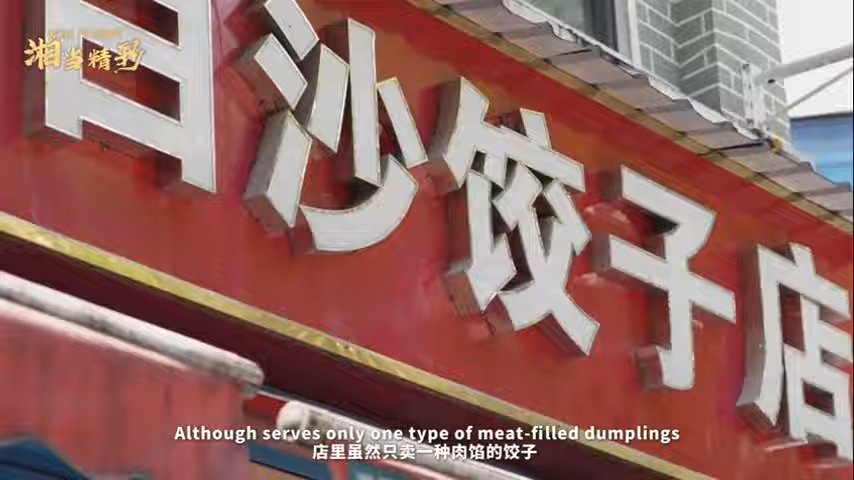 湘当精彩
白沙饺子店
Although serves only one type of meat-filled dumplings
店里虽然只卖一种肉馅的饺子